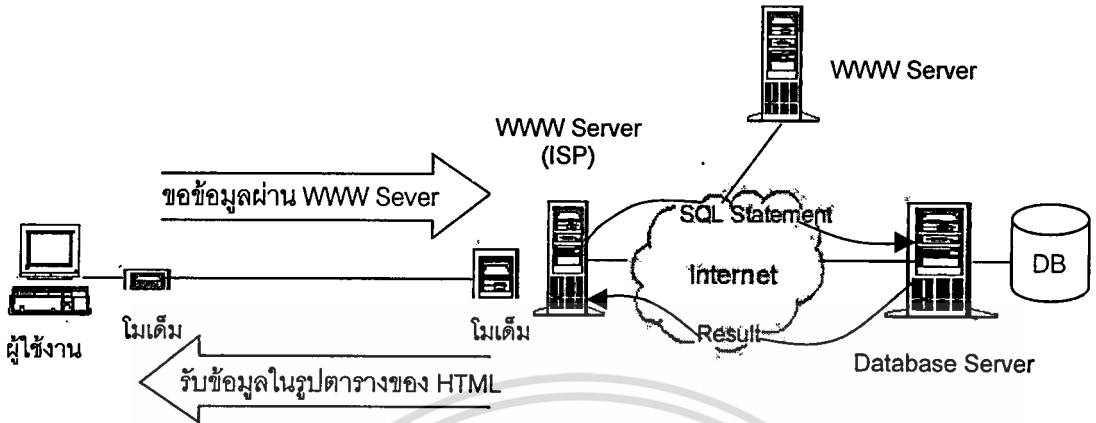 WWW Server
WWW Server
(ISP)
ขอข้อมูลผ่าน WWW Sever
SQL Statement
Internet
DB
ผู้ใช้งาน
โมเด็ม
โมเด็ม
Result
Database Server
รับข้อมูลในรูปตารางของ HTML